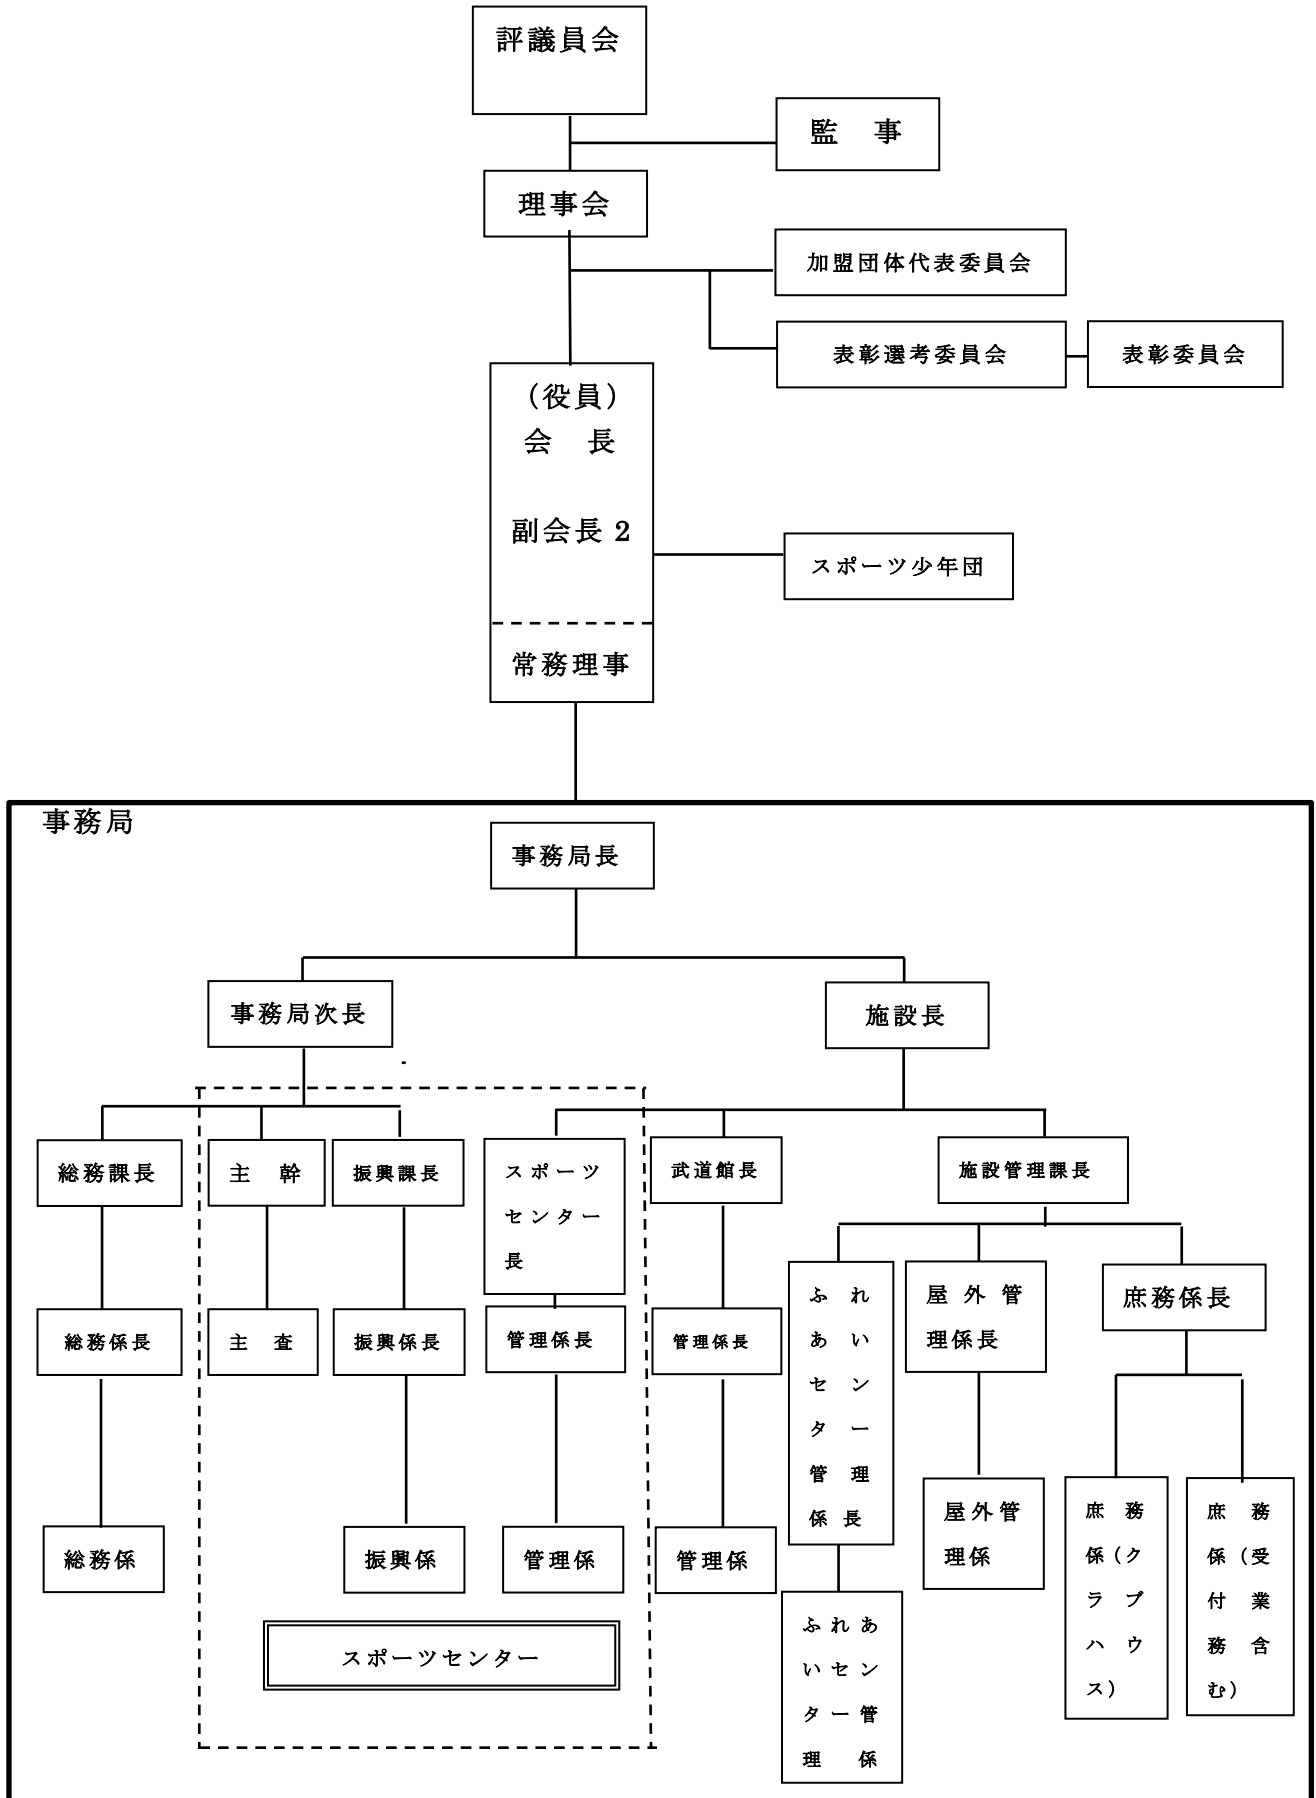 評議員会
監　事
理事会
加盟団体代表委員会
表彰選考委員会
表彰委員会
（役員）
会　長
副会長 2
スポーツ少年団
常務理事
事務局
事務局長
事務局次長
施設長
総務課長
主　幹
振興課長
スポーツ
センター
長
武道館長
施設管理課長
総務係長
主　査
振興係長
管理係長
管理係長
ふ　れ
あ　い
セ　ン
タ　ー
管　理
係　長
屋 外 管
理係長
庶務係長
総務係
振興係
管理係
管理係
屋外管
理係
庶　務
係（ク
ラ　ブ
ハ　ウ
ス）
庶　務
係（受
付　業
務　含
む）
スポーツセンター
ふ れ あ
いセン
ター管
理　係